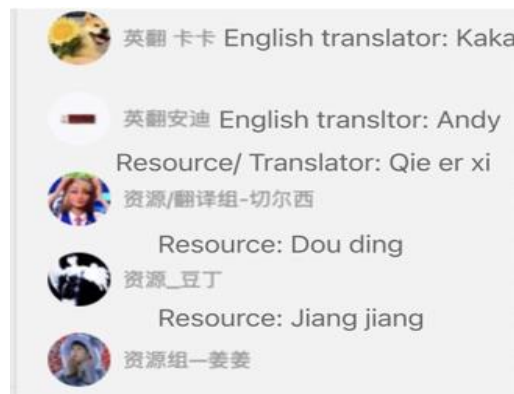 英翻 卡卡 English translator: Kaka
英翻安迪 English transltor: Andy
Resource/ Translator: Qie er xi
资源/翻译组-切尔西
Resource: Dou ding
资源_豆丁
Resource: Jiang jiang
资源组—姜姜